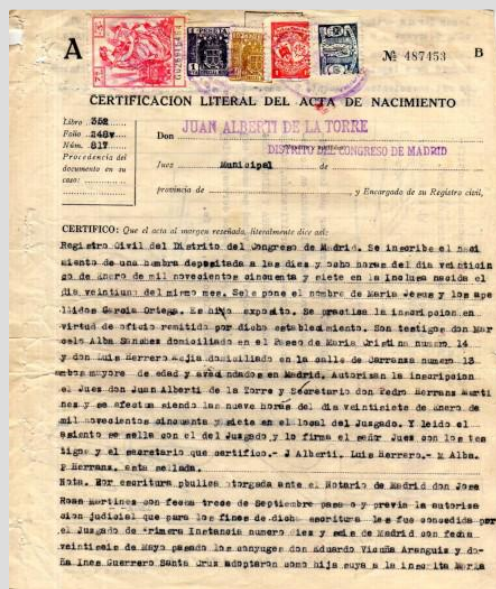 A
Nº 487453 B
CERTIFICACION LITERAL DEL ACTA DE NACIMIENTO
Libro 352
Folio 248v
Núm. 817
Procedencia del
documento en su
caso:
Don JUAN ALBERTI DE LA TORRE
DISTRITO DEL CONGRESO DE MADRID
Juez Municipal de
provincia de , y Encargado de su Registro civil,
CERTIFICO: Que el acta al margen reseñada, literalmente dice así:
Registro Civil del Distrito del Congreso de Madrid. Se inscribe el naci
miento de una hembra depositada a las diez y ocho horas del dia veinticin
co de Enero de mil novecientos cincuenta y siete en la Inclusa nacida el
dia veintiuno del mismo mes. Sele pone el nombre de Maria Jesus y los ape
llidos Garcia Ortega. Es hijo exposito. Se practica la inscripcion en
virtud de oficio remitido por dicho establecimiento. Son testigos don Mar
celo Alba Sanchez domiciliado en el Paseo de Maria Cristina numero 14
y don Luis Herrero Mejia domiciliado en la calle de Carranza numero 13
ambos mayores de edad y avecindados en Madrid. Autorizan la inscripcion
el Juez don Juan Alberti de la Torre y Secretario don Pedro Herranz Marti
nez y se efectua siendo las nueve horas del dia veintisiete de Enero de
mil novecientos cincuenta y siete en el local del Juzgado. Y leido el
asiento se sella con el del Juzgado y lo firma el señr Juez con los tes
tigos y el secretario que certifico.- J Alberti. Luis Herrero.- M Alba.
P Herranz. esta sellada.
Nota. Por escritura pbulica otorgada ante el Notario de Madrid don Jose
Roan Martinez con fecha trece de Septiembre pasado y previa la autoriza
cion judicial que para los fines de dicha escritura les fue concedida por
el Juzgado de Primera Instancia numero diez y seis de Madrid con fecha
veintiseis de Mayo pasado los conyuges don Eduardo Vicuña Aranguiz y do-
ña Ines Guerrero Santa Cruz adoptaron como hija suya a la inscrita Maria